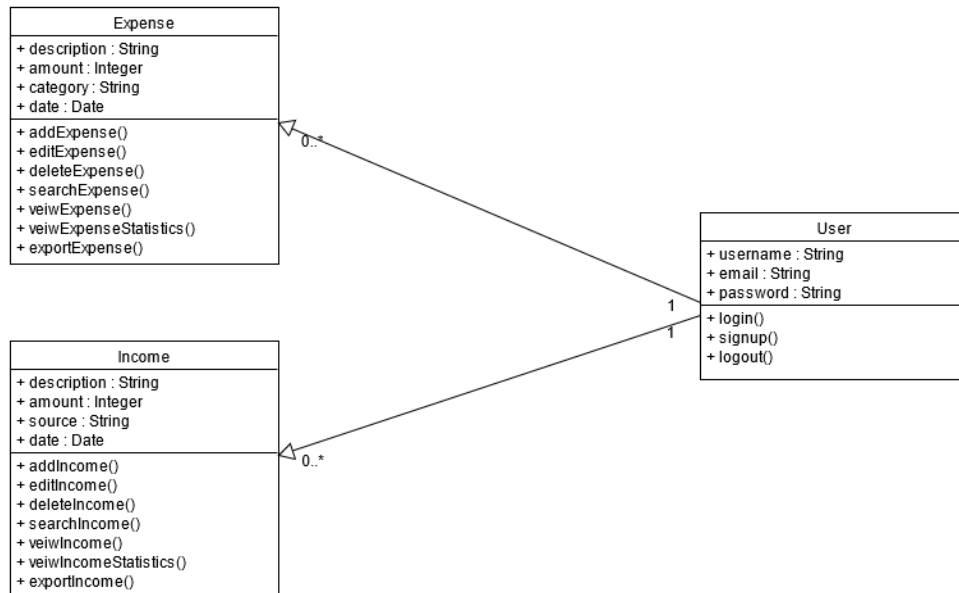 Expense
+ description : String
+ amount : Integer
+ category : String
+ date : Date
+ addExpense()
+ editExpense()
+ deleteExpense()
+ searchExpense()
+ veiwExpense()
+ veiwExpenseStatistics()
+ exportExpense()
0..*
User
+ username : String
+ email : String
+ password : String
+ login()
+ signup()
+ logout()
1
1
Income
+ description : String
+ amount : Integer
+ source : String
+ date : Date
+ addIncome()
+ editIncome()
+ deleteIncome()
+ searchIncome()
+ veiwIncome()
+ veiwIncomeStatistics()
+ exportIncome()
0..*